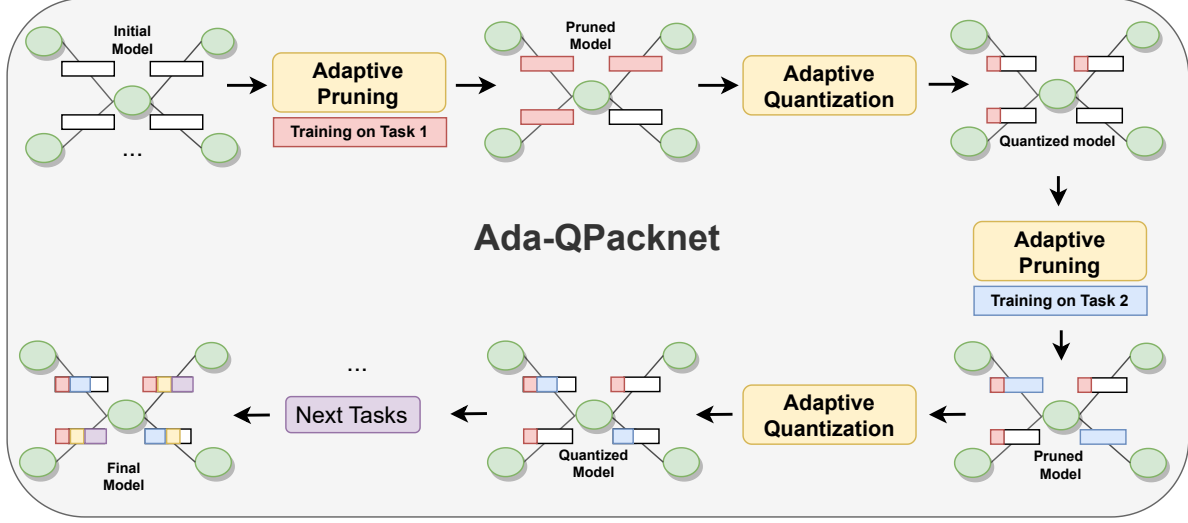 Initial
Model
...
Adaptive
Pruning
Training on Task 1
Pruned
Model
Adaptive
Quantization
Quantized model
Ada-QPacknet
Adaptive
Pruning
Training on Task 2
Pruned
Model
Adaptive
Quantization
Quantized
Model
...
Next Tasks
Final
Model